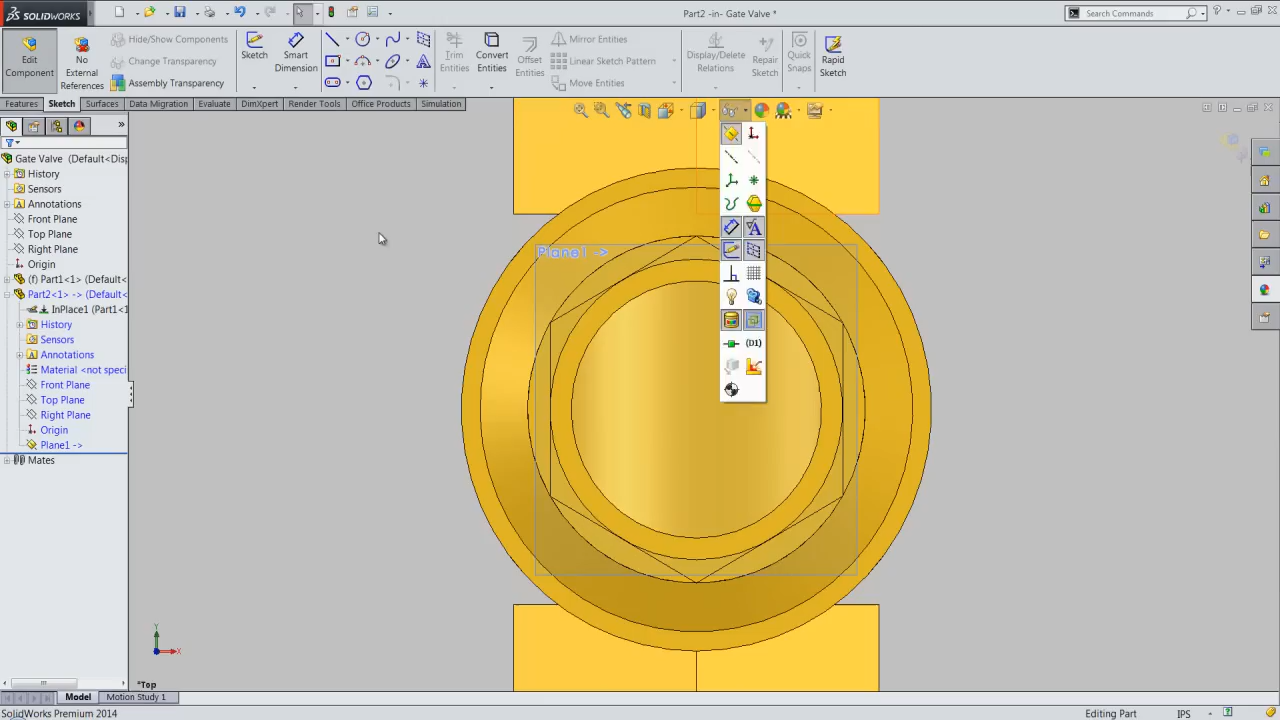 SOLIDWORKS
Part2 -in- Gate Valve *
Search Commands
Edit Component
No External References
Hide/Show Components
Change Transparency
Assembly Transparency
Sketch
Smart Dimension
Trim Entities
Convert Entities
Offset Entities
Mirror Entities
Linear Sketch Pattern
Move Entities
Display/Delete Relations
Repair Sketch
Quick Snaps
Rapid Sketch
Features
Sketch
Surfaces
Data Migration
Evaluate
DimXpert
Render Tools
Office Products
Simulation
Gate Valve (Default<Disp
History
Sensors
Annotations
Front Plane
Top Plane
Right Plane
Origin
(f) Part1 <1> (Default<
Part2<1> -> (Default<
InPlace1 (Part1<1
History
Sensors
Annotations
Material <not speci
Front Plane
Top Plane
Right Plane
Origin
Plane1 ->
Mates
Plane1 ->
(D1)
Y
X
*Top
Model
Motion Study 1
SolidWorks Premium 2014
Editing Part
IPS